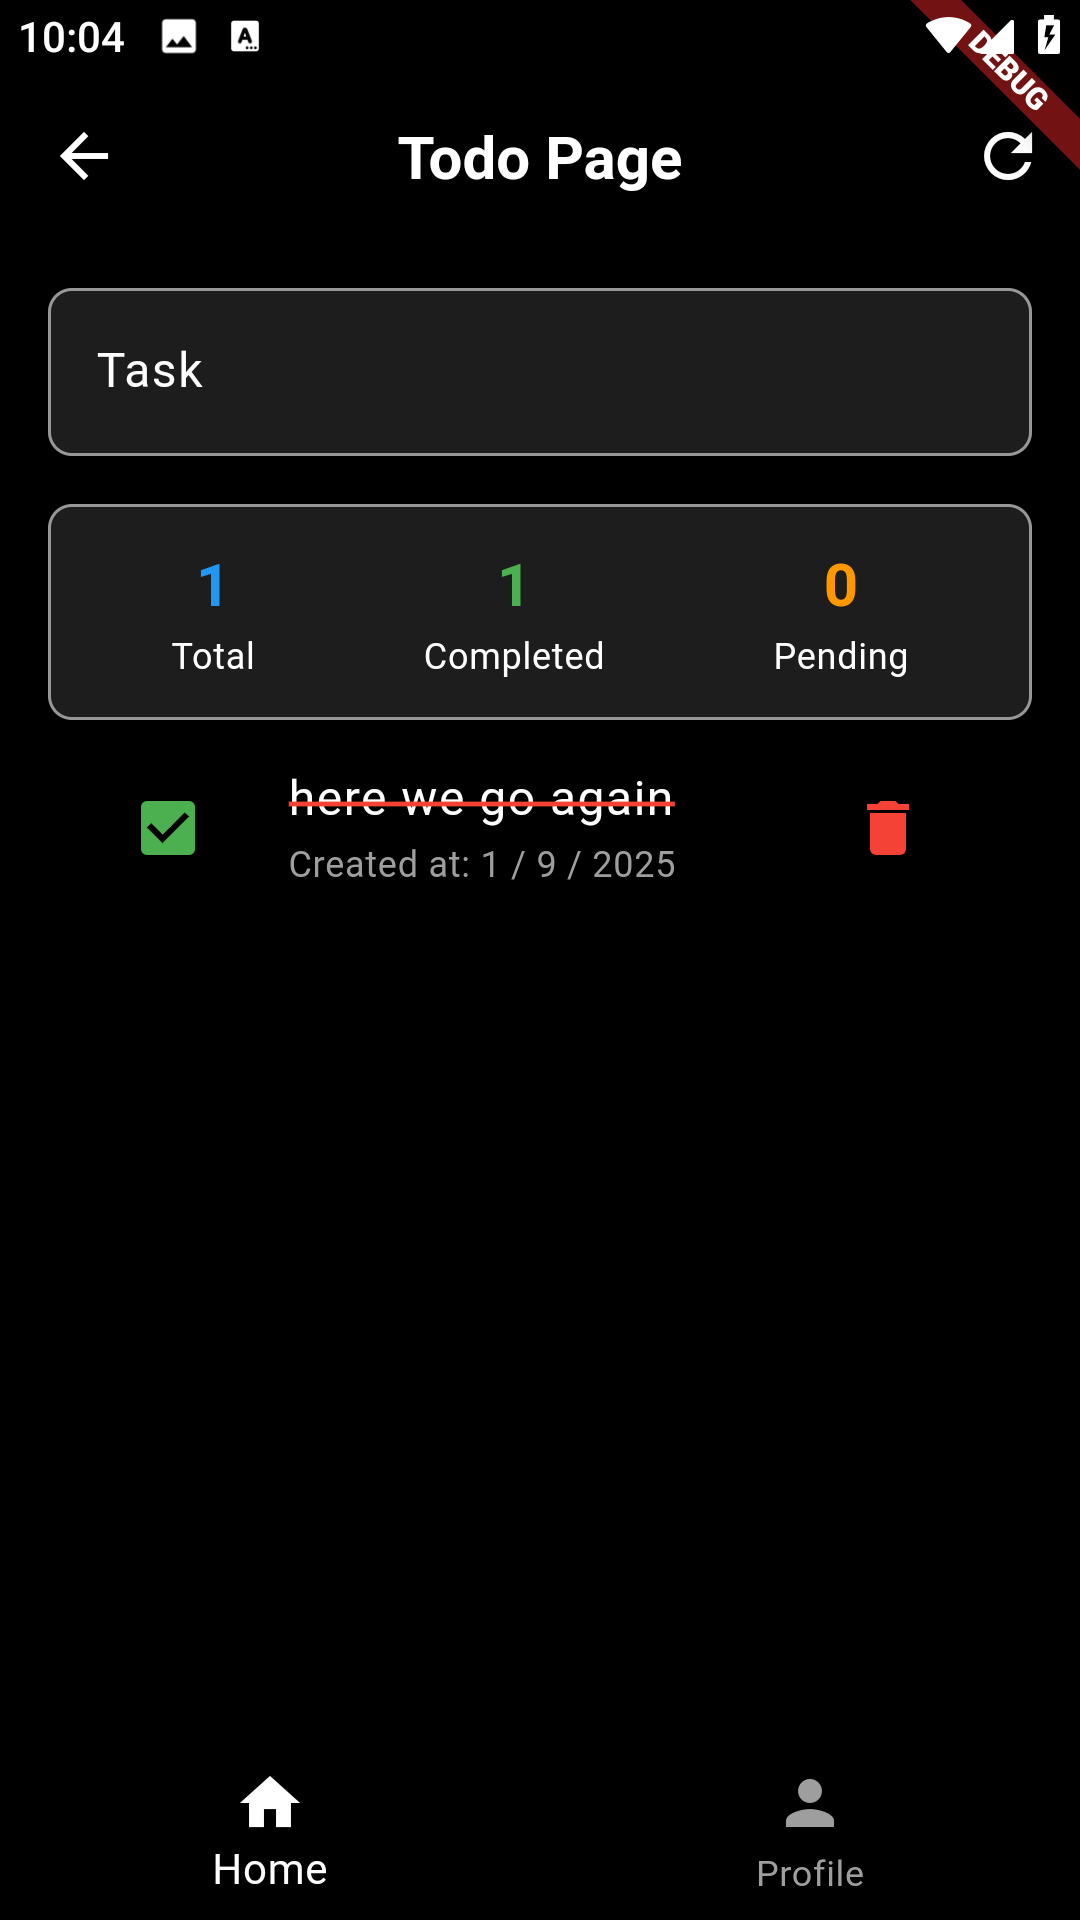 10:04
DEBUG
Todo Page
Task
1 1 0
Total Completed Pending
here we go again
Created at: 1 / 9 / 2025
Home Profile